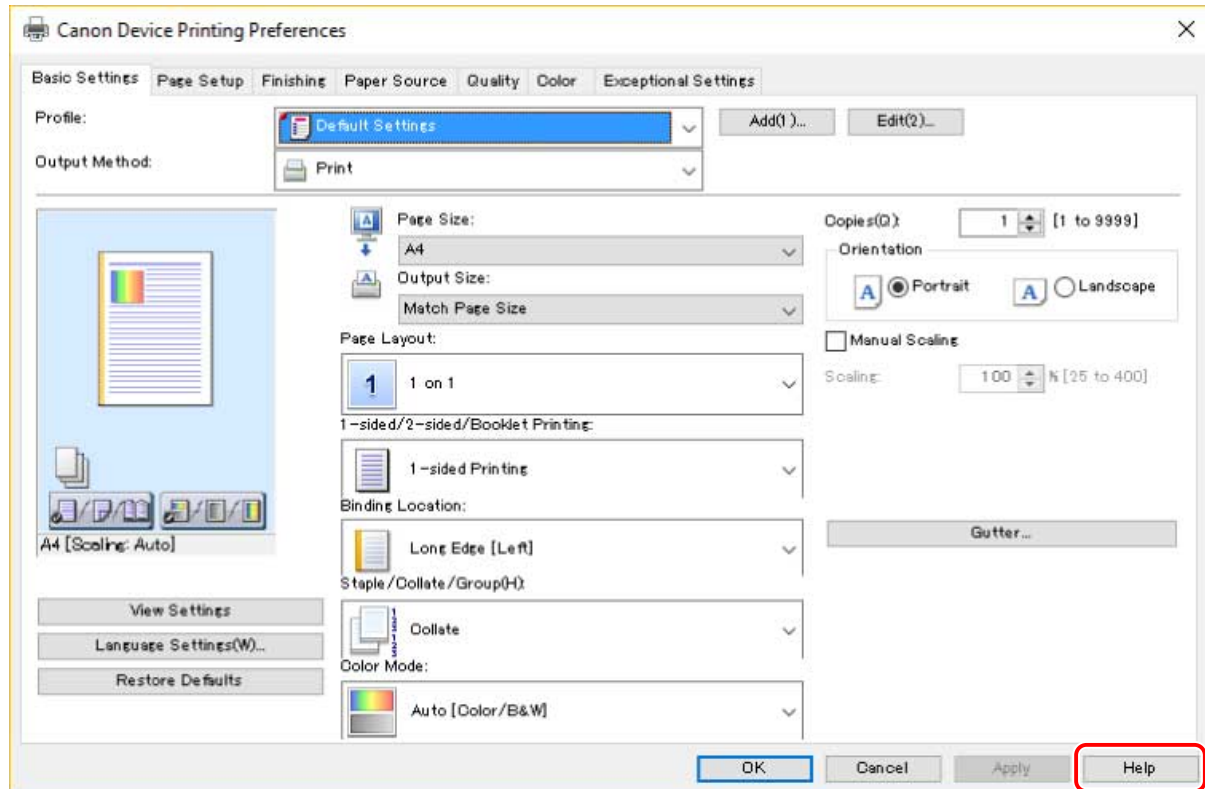 Canon Device Printing Preferences
Basic Settings Page Setup Finishing Paper Source Quality Color Exceptional Settings
Profile: Default Settings Add(1)... Edit(2)...
Output Method: Print
Page Size:
A4
Output Size:
Match Page Size
Page Layout:
1 1 on 1
1-sided/2-sided/Booklet Printing:
1-sided Printing
Binding Location:
Long Edge [Left]
Staple/Collate/Group(H):
Collate
Color Mode:
Auto [Color/B&W]
Copies(Q): 1 [1 to 9999]
Orientation
A Portrait A Landscape
Manual Scaling
Scaling: 100 % [25 to 400]
Gutter...
A4 [Scaling: Auto]
View Settings
Language Settings(W)...
Restore Defaults
OK Cancel Apply Help